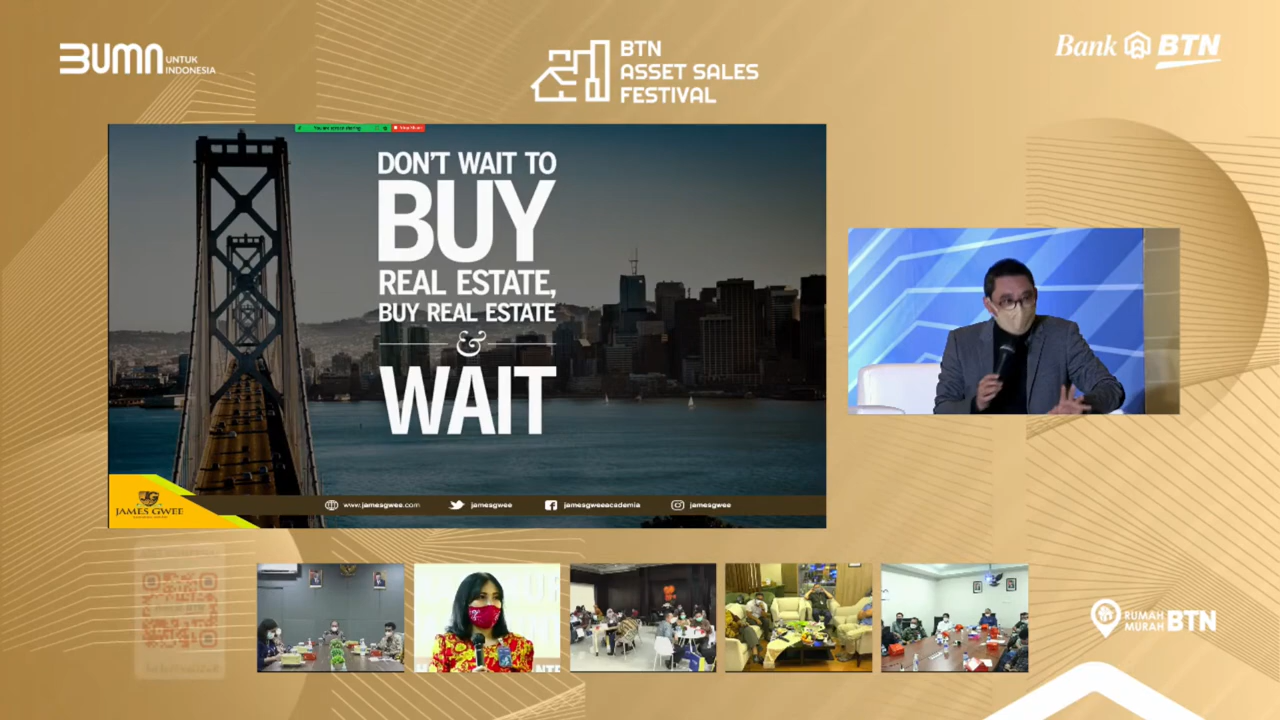 BUMN
UNTUK
INDONESIA
BTN
ASSET SALES
FESTIVAL
Bank BTN
DON'T WAIT TO
BUY
REAL ESTATE,
BUY REAL ESTATE
&
WAIT
JAMES GWEE
www.jamesgwee.com
jamesgwee
jamesgweeacademia
jamesgwee
RUMAH
MURAH BTN